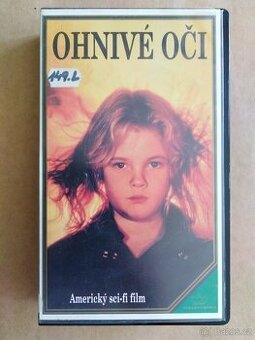 OHNIVÉ OČI
149.L
Americký sci-fi film